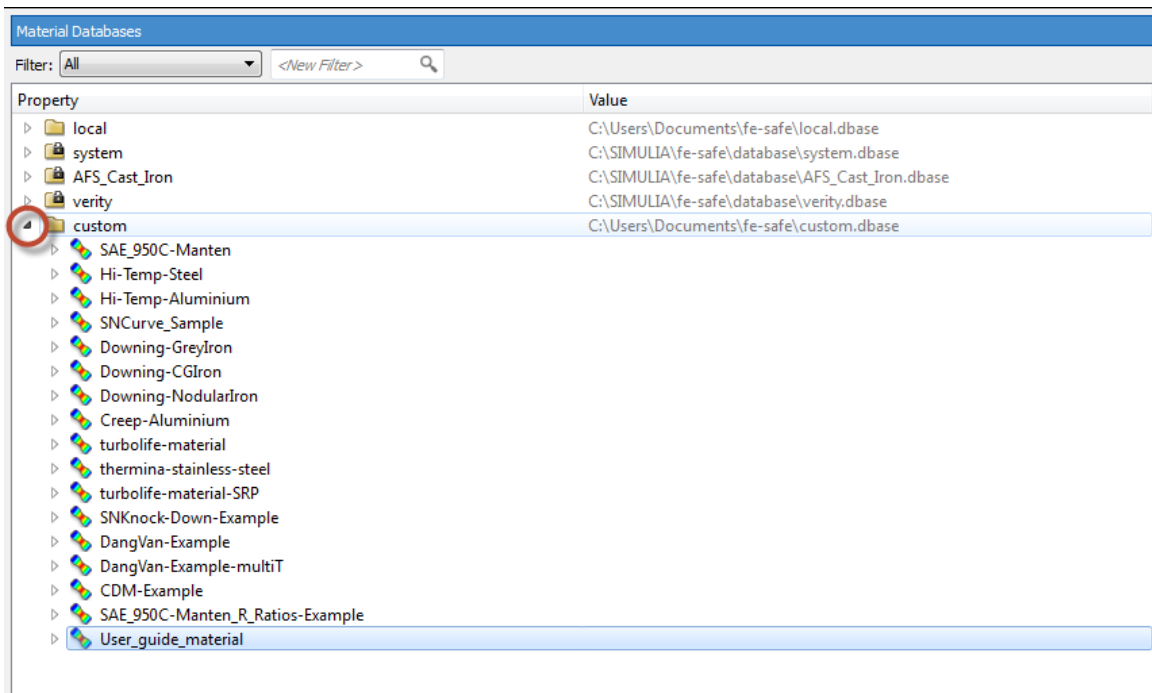 Material Databases
Filter: All <New Filter>
Property Value
local C:\Users\Documents\fe-safe\local.dbase
system C:\SIMULIA\fe-safe\database\system.dbase
AFS_Cast_Iron C:\SIMULIA\fe-safe\database\AFS_Cast_Iron.dbase
verity C:\SIMULIA\fe-safe\database\verity.dbase
custom C:\Users\Documents\fe-safe\custom.dbase
SAE_950C-Manten
Hi-Temp-Steel
Hi-Temp-Aluminium
SNCurve_Sample
Downing-GreyIron
Downing-CGIron
Downing-NodularIron
Creep-Aluminium
turbolife-material
thermina-stainless-steel
turbolife-material-SRP
SNKnock-Down-Example
DangVan-Example
DangVan-Example-multiT
CDM-Example
SAE_950C-Manten_R_Ratios-Example
User_guide_material